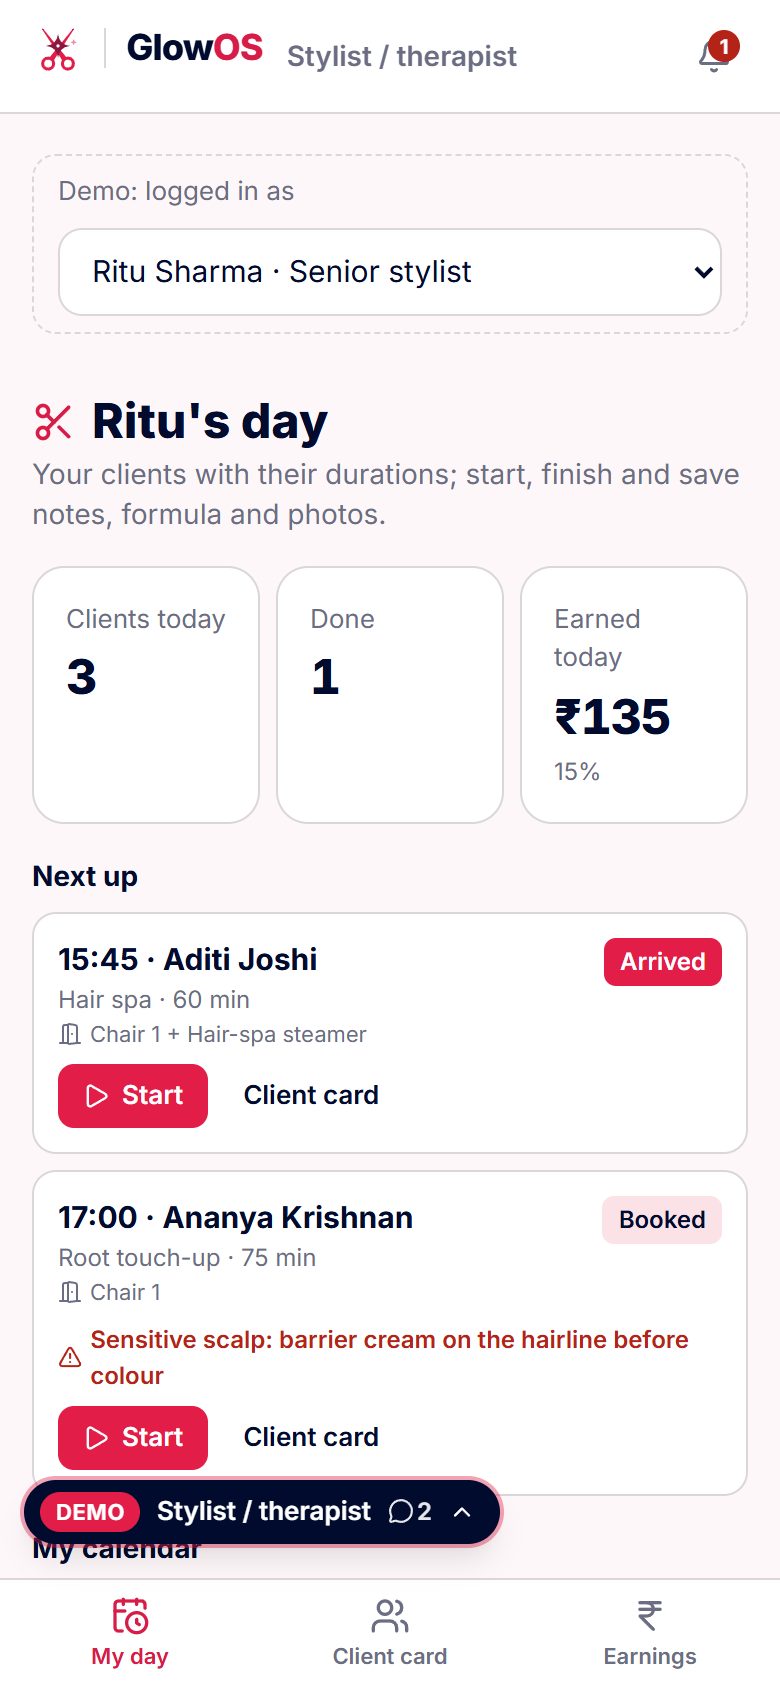 GlowOS Stylist / therapist 1
Demo: logged in as
Ritu Sharma · Senior stylist
Ritu's day
Your clients with their durations; start, finish and save
notes, formula and photos.
Clients today
3
Done
1
Earned
today
₹135
15%
Next up
15:45 · Aditi Joshi
Arrived
Hair spa · 60 min
Chair 1 + Hair-spa steamer
Start Client card
17:00 · Ananya Krishnan
Booked
Root touch-up · 75 min
Chair 1
Sensitive scalp: barrier cream on the hairline before
colour
Start Client card
DEMO Stylist / therapist 2
My calendar
My day Client card Earnings